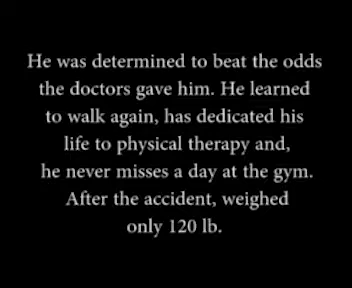 He was determined to beat the odds
the doctors gave him. He learned
to walk again, has dedicated his
life to physical therapy and,
he never misses a day at the gym.
After the accident, weighed
only 120 lb.